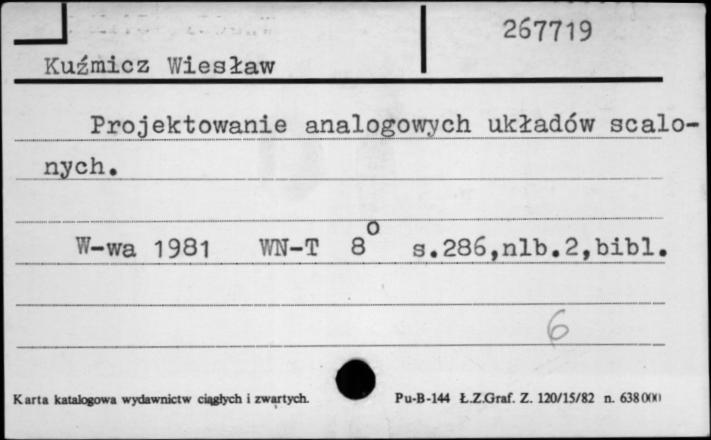 267719
Kuźmicz Wiesław
Projektowanie analogowych układów scalo-
nych.
W-wa 1981 WN-T 8° s.286,nlb.2,bibl.
6
Karta katalogowa wydawnictw ciągłych i zwartych. Pu-B-144 Ł.Z.Graf. Z. 120/15/82 n. 638000